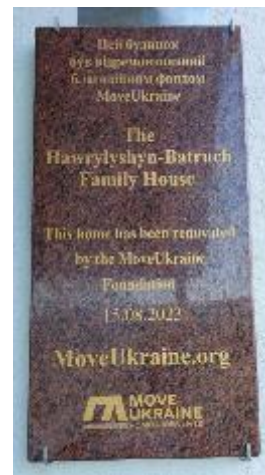 Цей будинок
був відремонтований
благодійним фондом
MoveUkraine
The
Hawrylyshyn-Batruch
Family House
This home has been renovated
by the MoveUkraine
Foundation
15.08.2022
MoveUkraine.org
MOVE
UKRAINE